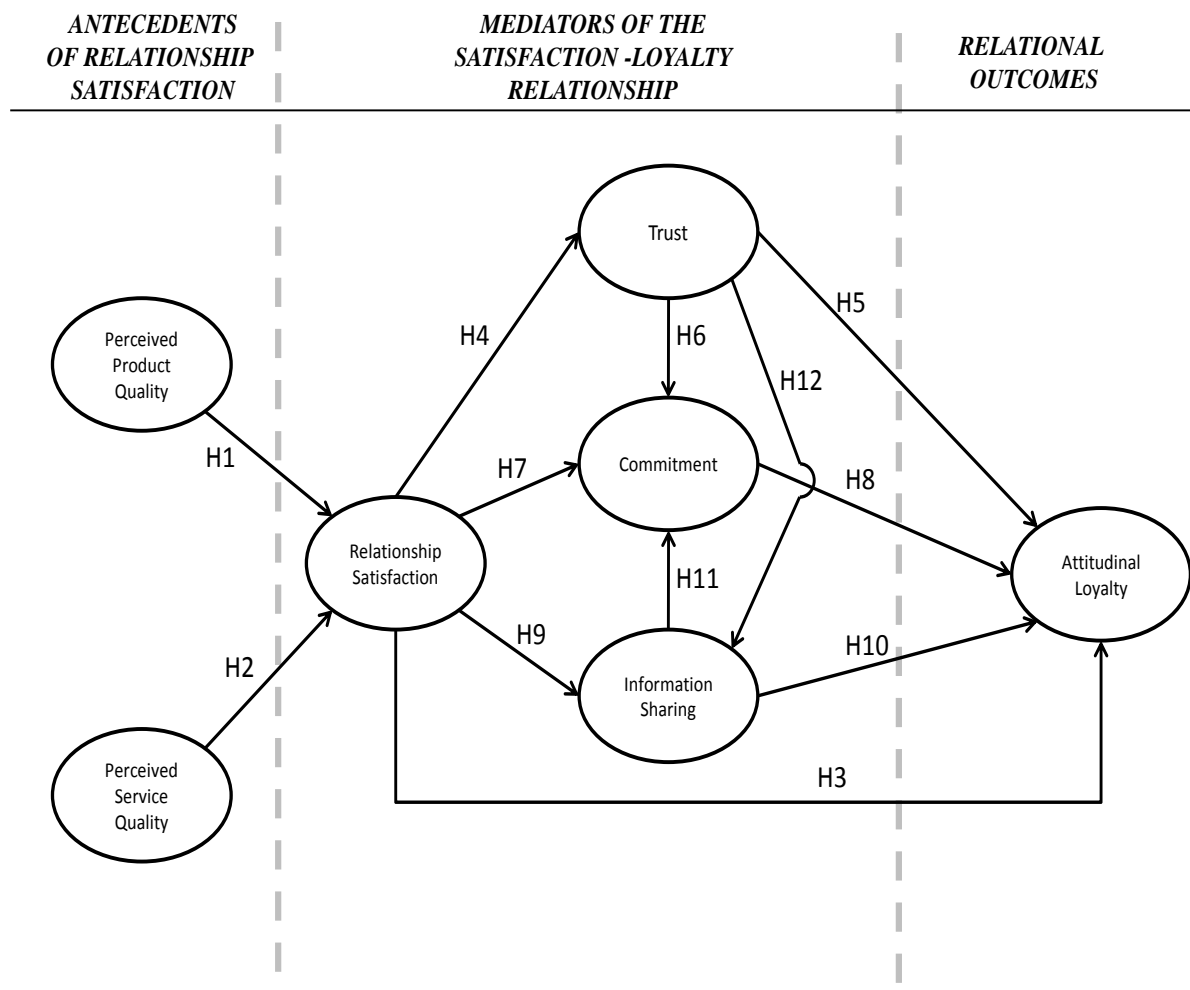 ANTECEDENTS
OF RELATIONSHIP
SATISFACTION
MEDIATORS OF THE
SATISFACTION -LOYALTY
RELATIONSHIP
RELATIONAL
OUTCOMES
Trust
H5
H4
H6
Perceived
Product
Quality
H12
H1
H7
Commitment
H8
Relationship
Satisfaction
Attitudinal
Loyalty
H11
H9
H10
H2
Information
Sharing
H3
Perceived
Service
Quality